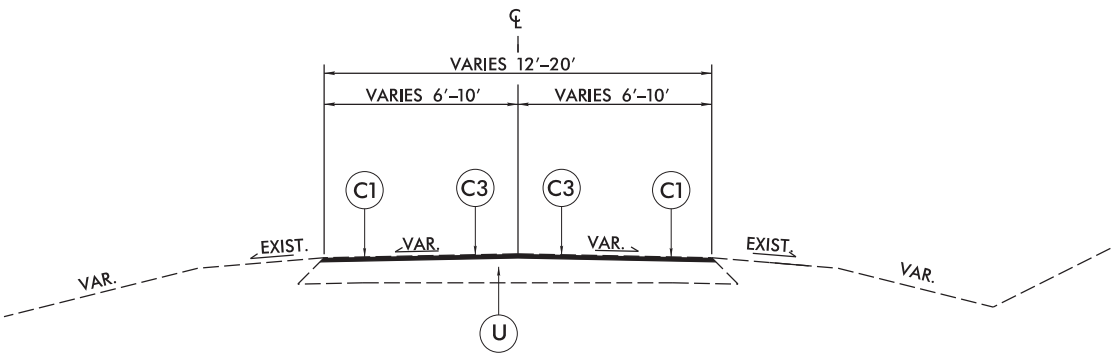 ℄
VARIES 12'–20'
VARIES 6'–10' VARIES 6'–10'
C1 C3 C3 C1
EXIST. VAR. VAR. EXIST.
VAR. VAR.
U